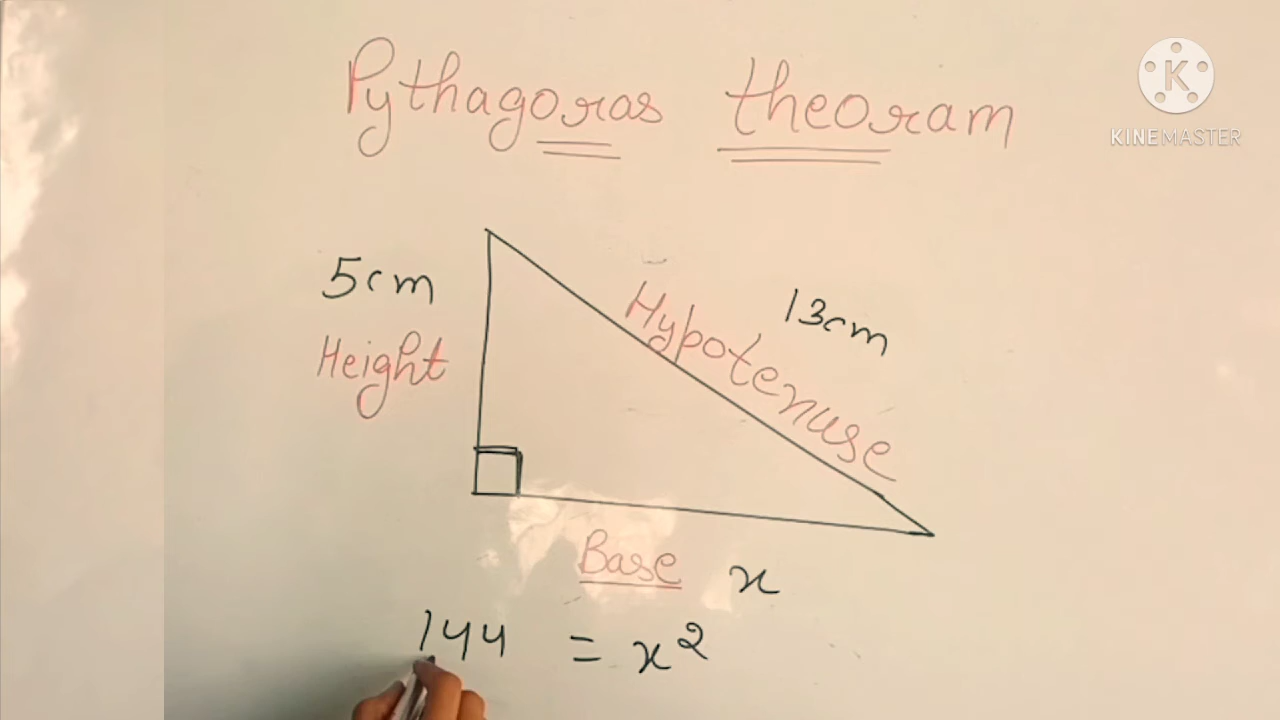 Pythagoras theoram
KINEMASTER
5cm
Height
Hypotenuse
13cm
Base x
144 = x²